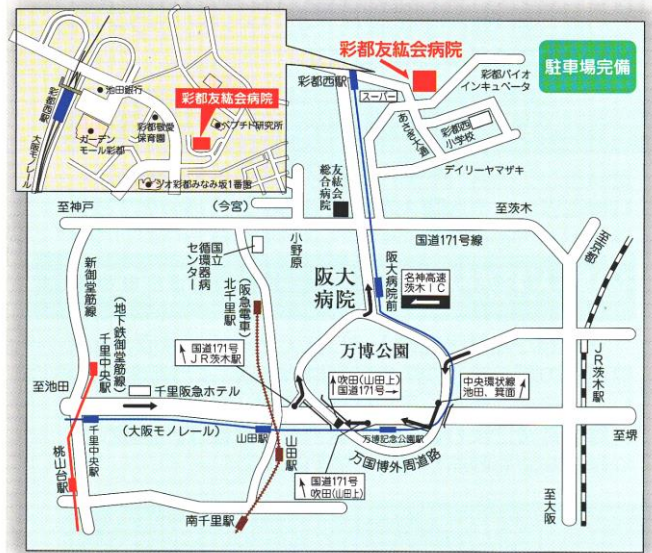 池田銀行
彩都西駅
彩都友紘会病院
彩都敬愛
保育園
ペプチド研究所
ガーデン
モール彩都
大阪モノレール
ジオ彩都みなみ坂1番館
彩都西駅
彩都友紘会病院
駐車場完備
スーパー
彩都バイオ
インキュベータ
あさぎ大通
彩都西
小学校
デイリーヤマザキ
友紘会
総合病院
至神戸
(今宮)
至茨木
国道171号線
至京都
新御堂筋線
国立
循環器病
センター
小野原
阪大
病院
阪大病院前
名神高速
茨木IC
(阪急電車)
北千里駅
(地下鉄御堂筋線)
千里中央駅
国道171号
JR茨木駅
万博公園
JR茨木駅
至池田
千里阪急ホテル
吹田(山田上)
国道171号→
中央環状線
池田、箕面
(大阪モノレール)
千里中央駅
山田駅
山田駅
万博記念公園駅
万国博外周道路
至堺
桃山台駅
国道171号
吹田(山田上)
南千里駅
至大阪